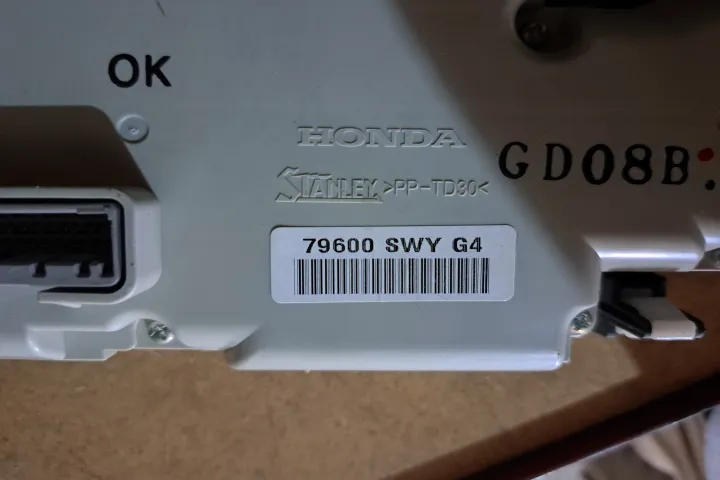 OK
HONDA
GD08B:
STANLEY >PP-TD30<
79600 SWY G4